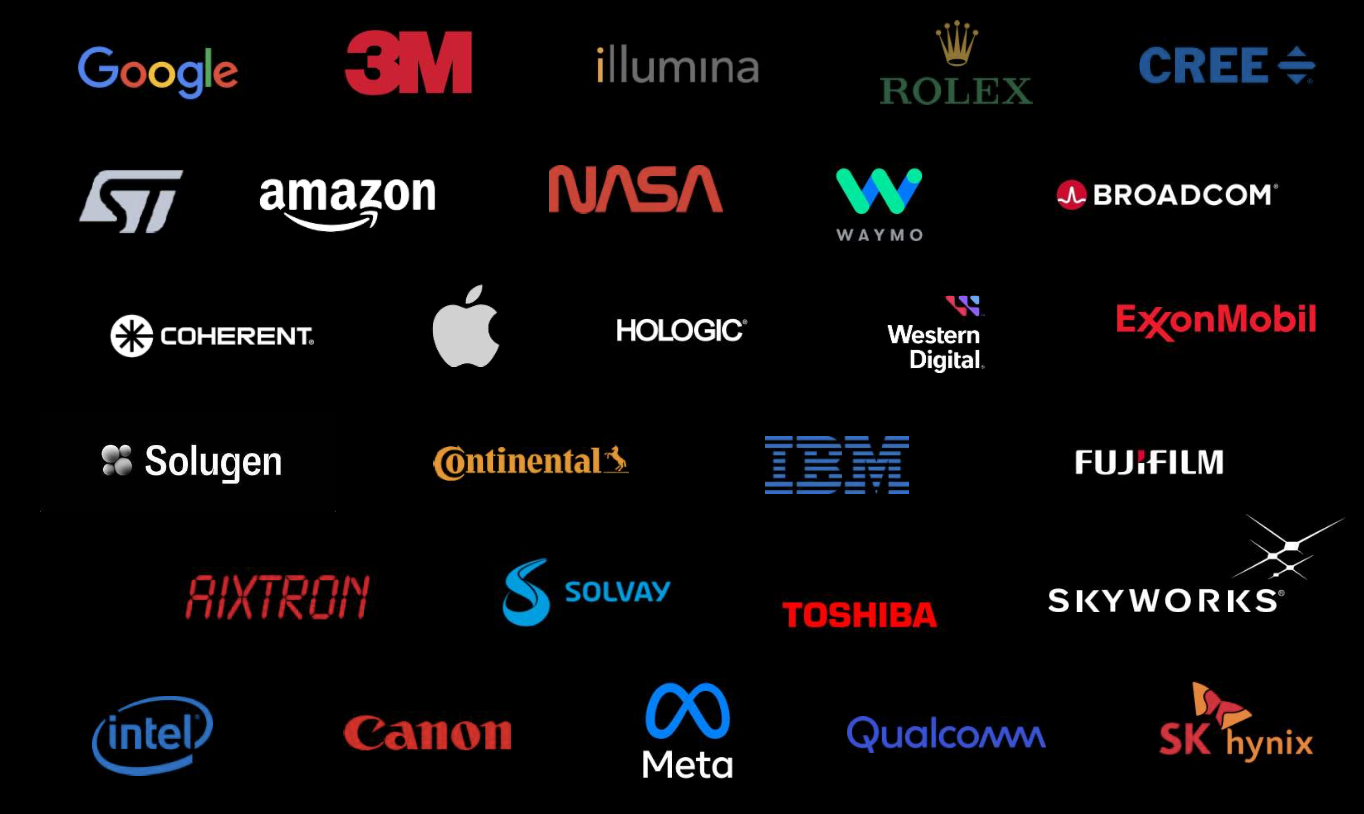 Google
3M
illumina
ROLEX
CREE
ST
amazon
NASA
WAYMO
BROADCOM®
COHERENT®
HOLOGIC®
Western
Digital®
ExxonMobil
Solugen
Continental
IBM
FUJIFILM
AIXTRON
SOLVAY
TOSHIBA
SKYWORKS®
intel®
Canon
Meta
Qualcomm
SK hynix